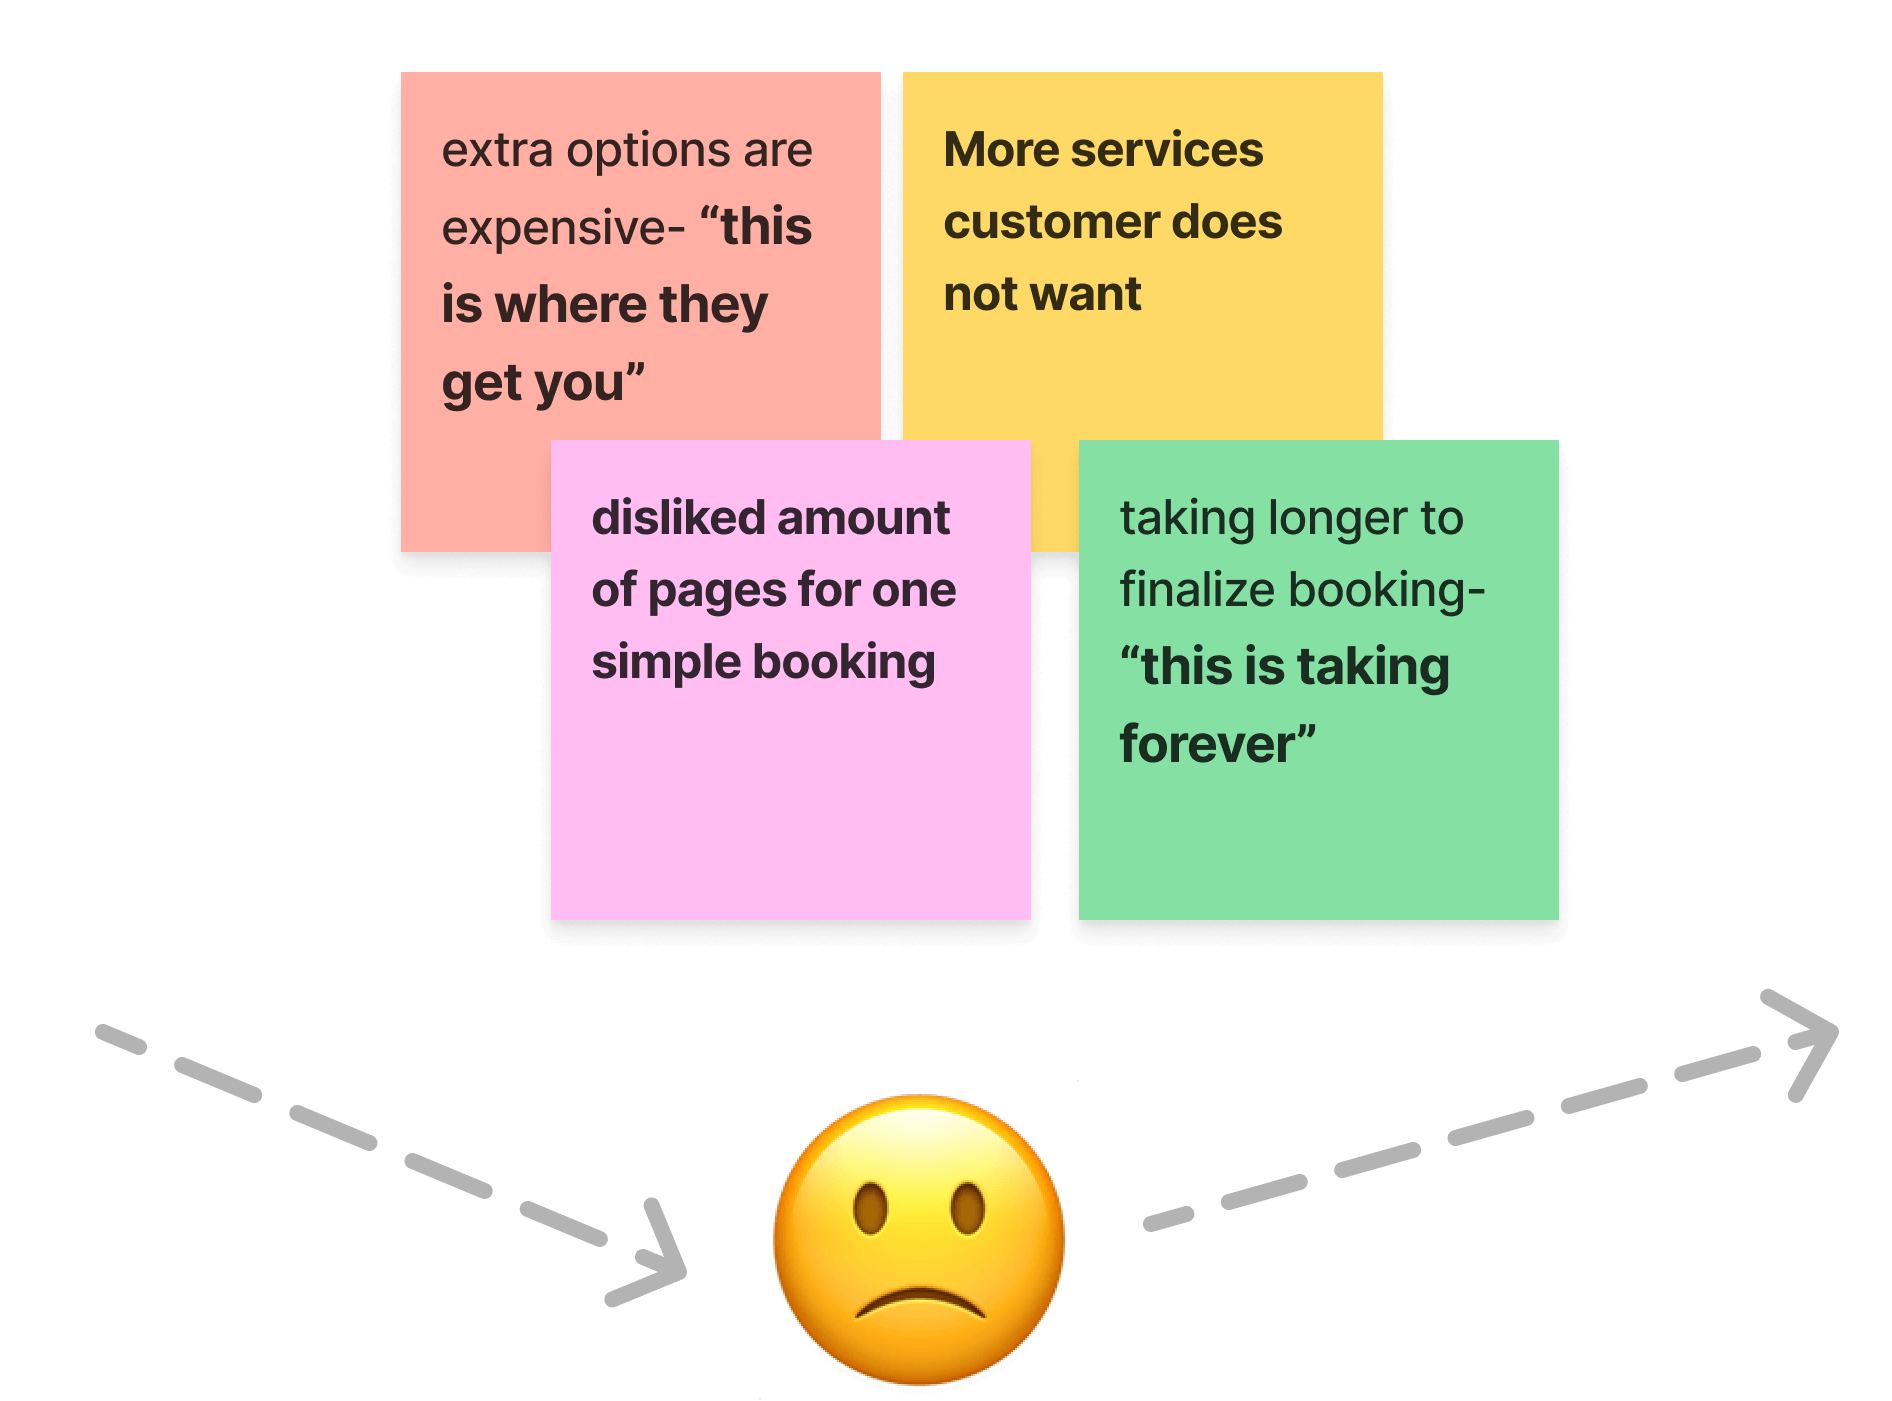 extra options are
expensive- “this
is where they
get you”
More services
customer does
not want
disliked amount
of pages for one
simple booking
taking longer to
finalize booking-
“this is taking
forever”